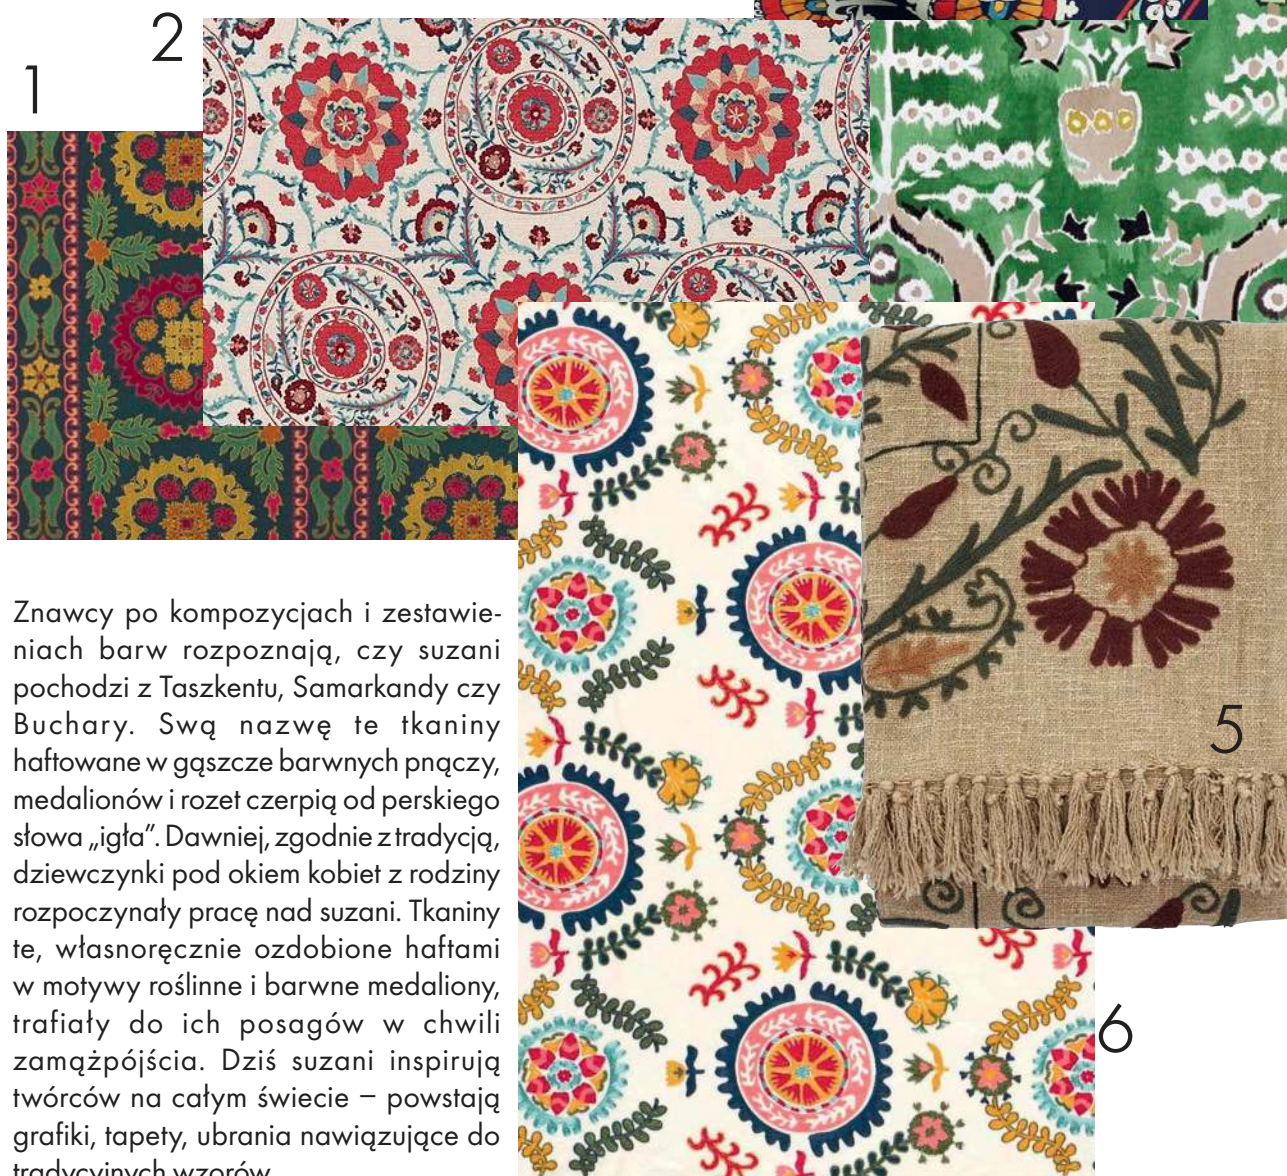 2
1
5
6
Znawcy po kompozycjach i zestawie-
niach barw rozpoznają, czy suzani
pochodzi z Taszkentu, Samarkandy czy
Buchary. Swą nazwę te tkaniny
haftowane w gąszcze barwnych pnączy,
medalionów i rozet czerpią od perskiego
słowa „igła”. Dawniej, zgodnie z tradycją,
dziewczynki pod okiem kobiet z rodziny
rozpoczynały pracę nad suzani. Tkaniny
te, własnoręcznie ozdobione haftami
w motywy roślinne i barwne medaliony,
trafiały do ich posagów w chwili
zamążpójścia. Dziś suzani inspirują
twórców na całym świecie – powstają
grafiki, tapety, ubrania nawiązujące do
tradycyjnych wzorów.